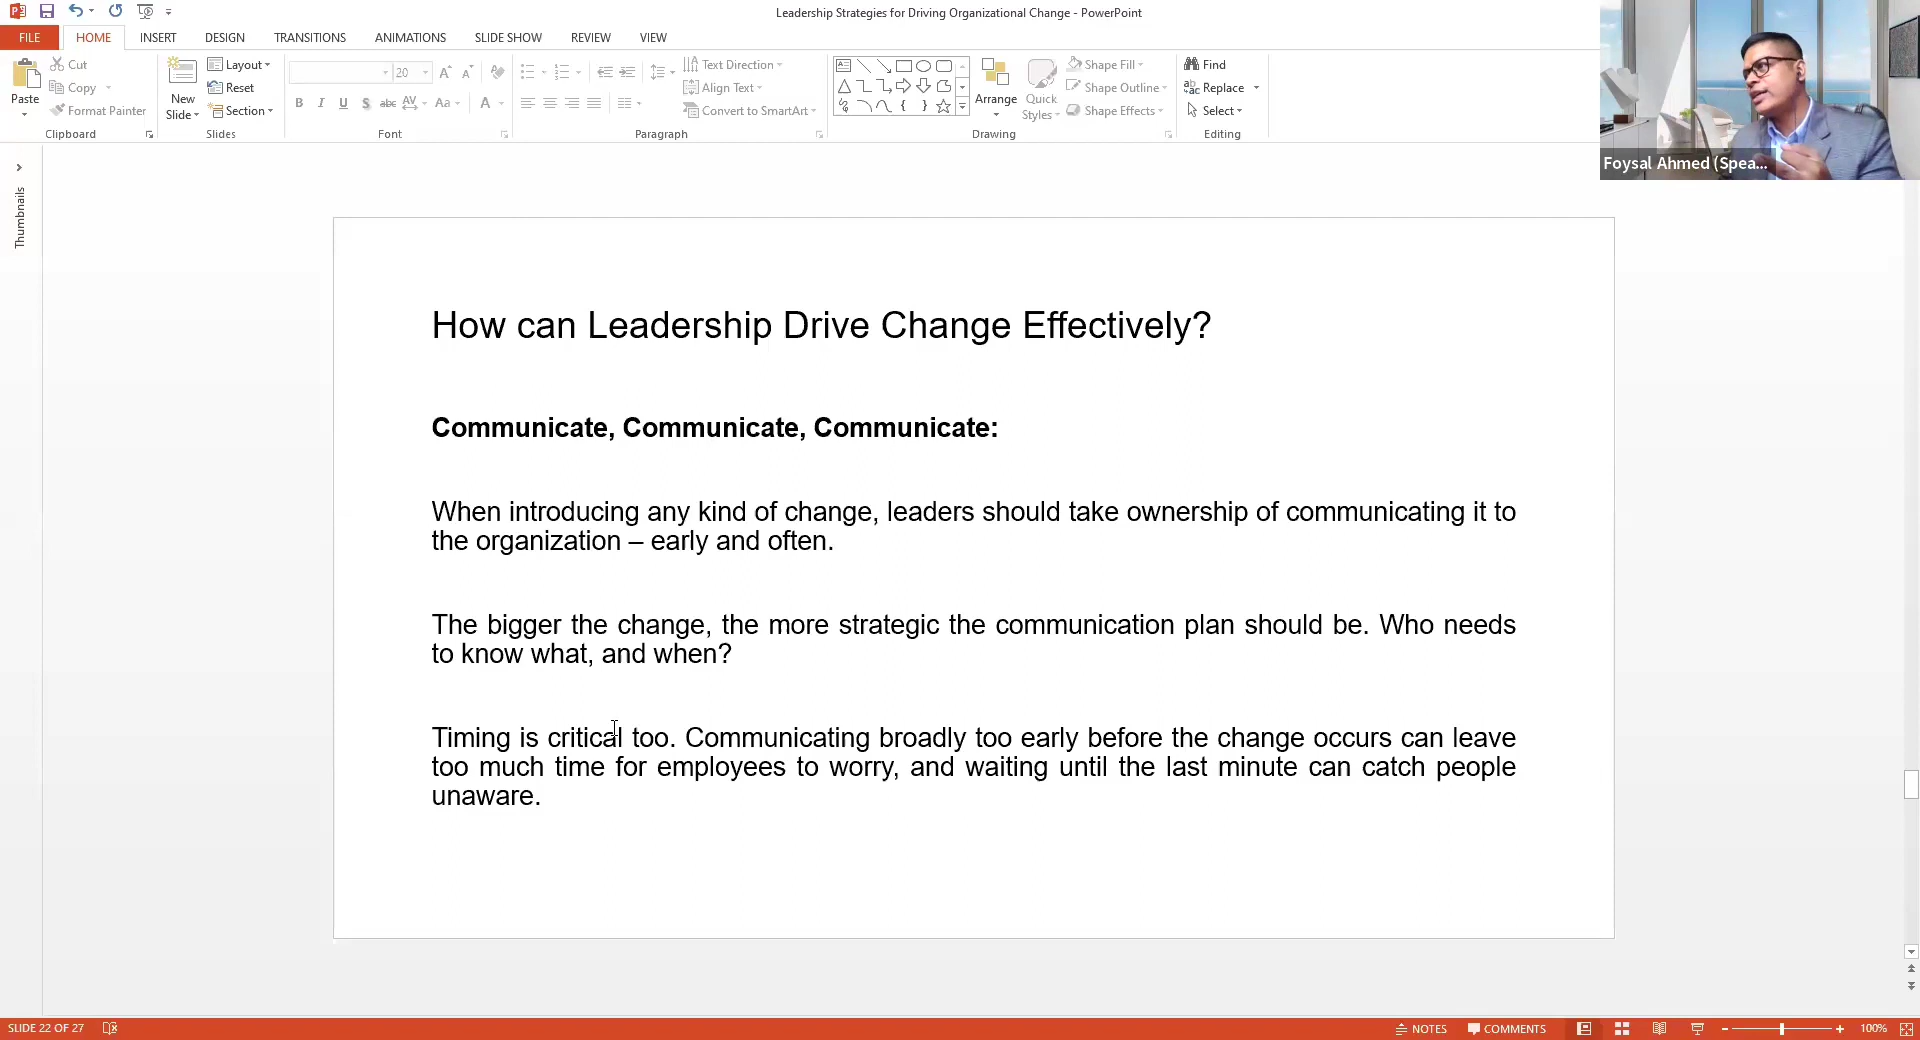 Leadership Strategies for Driving Organizational Change - PowerPoint
FILE
HOME
INSERT
DESIGN
TRANSITIONS
ANIMATIONS
SLIDE SHOW
REVIEW
VIEW
Paste
Cut
Copy
Format Painter
Clipboard
New
Slide
Layout
Reset
Section
Slides
20
Font
Text Direction
Align Text
Convert to SmartArt
Paragraph
Arrange
Quick
Styles
Shape Fill
Shape Outline
Shape Effects
Drawing
Find
Replace
Select
Editing
Foysal Ahmed (Spea...
Thumbnails
How can Leadership Drive Change Effectively?
Communicate, Communicate, Communicate:
When introducing any kind of change, leaders should take ownership of communicating it to
the organization – early and often.
The bigger the change, the more strategic the communication plan should be. Who needs
to know what, and when?
Timing is critical too. Communicating broadly too early before the change occurs can leave
too much time for employees to worry, and waiting until the last minute can catch people
unaware.
SLIDE 22 OF 27
NOTES
COMMENTS
100%